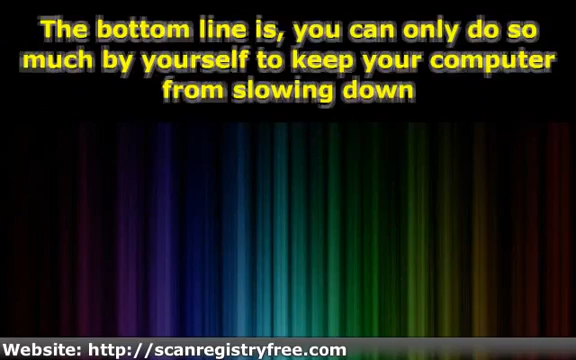 The bottom line is, you can only do so
much by yourself to keep your computer
from slowing down
Website: http://scanregistryfree.com